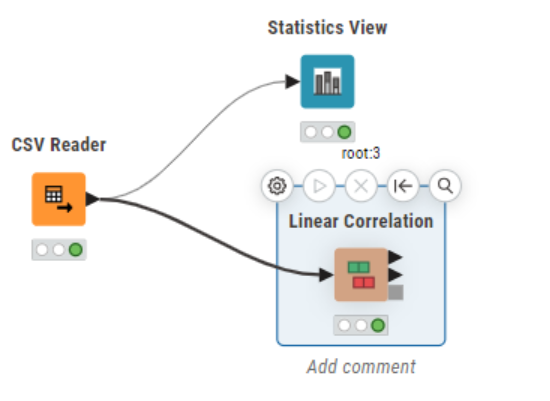 Statistics View
CSV Reader
root:3
Linear Correlation
Add comment